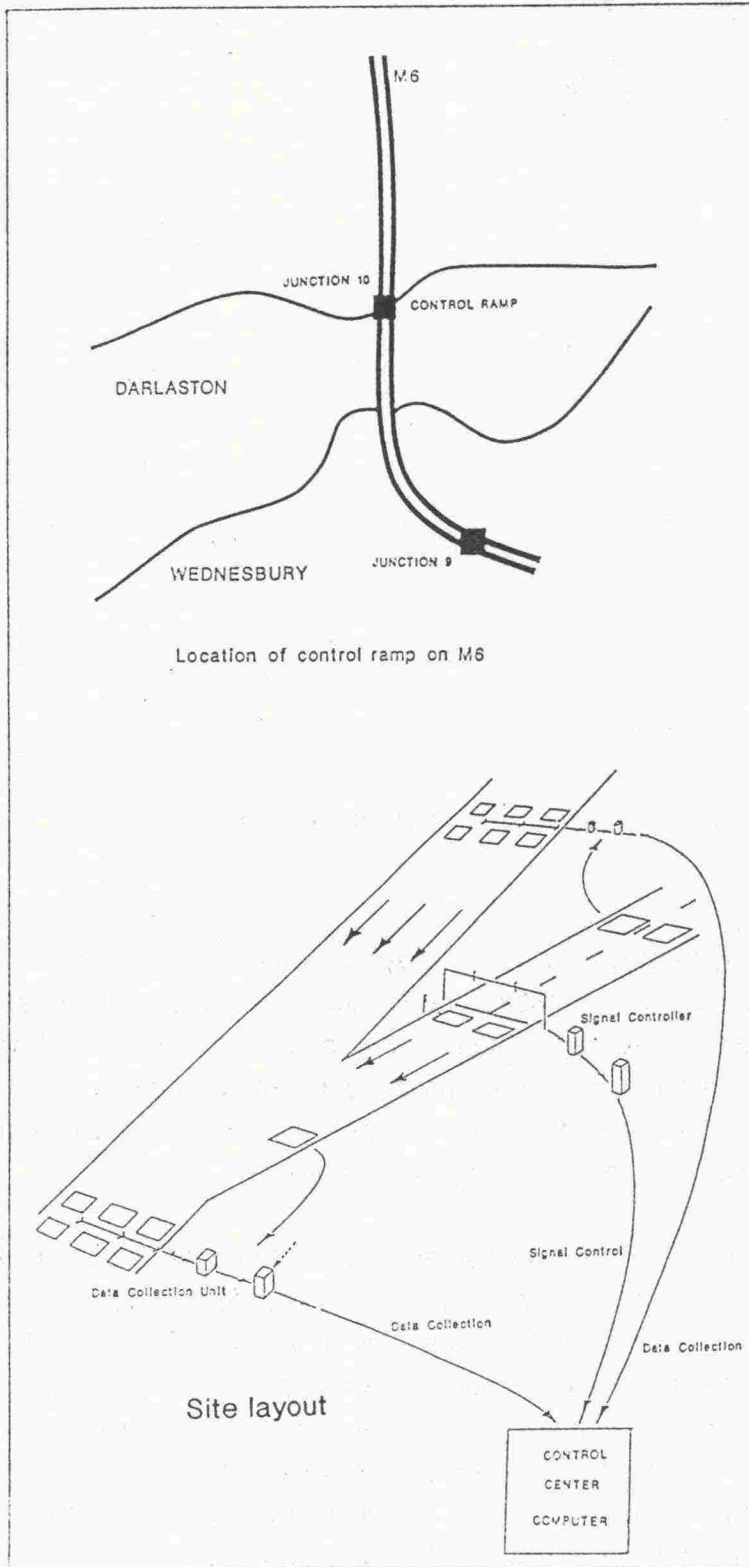 M6
JUNCTION 10
CONTROL RAMP
DARLASTON
WEDNESBURY
JUNCTION 9
Location of control ramp on M6
Signal Controller
Signal Control
Data Collection Unit
Data Collection
Data Collection
Site layout
CONTROL
CENTER
COMPUTER